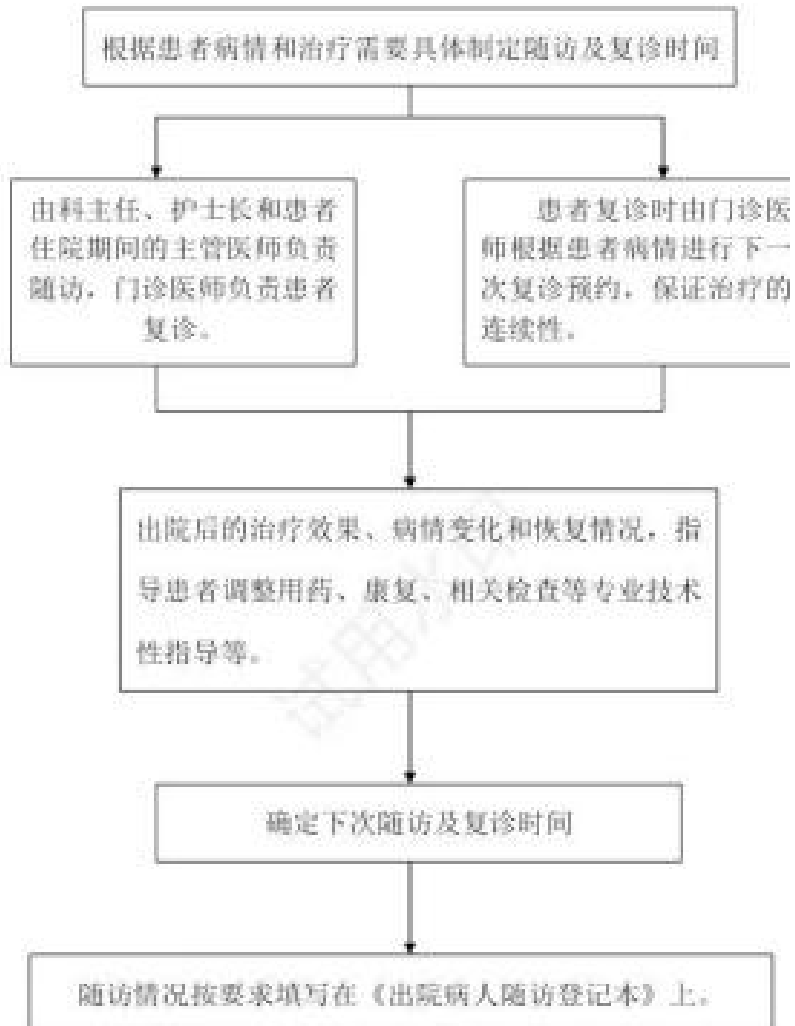 根据患者病情和治疗需要具体制定随访及复诊时间
由科主任、护士长和患者
住院期间的主管医师负责
随访，门诊医师负责患者
复诊。
患者复诊时由门诊医
师根据患者病情进行下一
次复诊预约，保证治疗的
连续性。
出院后的治疗效果、病情变化和恢复情况，指
导患者调整用药、康复、相关检查等专业技术
性指导等。
试用水印
确定下次随访及复诊时间
随访情况按要求填写在《出院病人随访登记本》上。